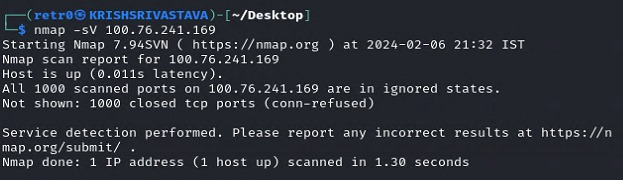 ┌──(retr0㉿KRISHSRIVASTAVA)-[~/Desktop]
└─$ nmap -sV 100.76.241.169
Starting Nmap 7.94SVN ( https://nmap.org ) at 2024-02-06 21:32 IST
Nmap scan report for 100.76.241.169
Host is up (0.011s latency).
All 1000 scanned ports on 100.76.241.169 are in ignored states.
Not shown: 1000 closed tcp ports (conn-refused)

Service detection performed. Please report any incorrect results at https://n
map.org/submit/ .
Nmap done: 1 IP address (1 host up) scanned in 1.30 seconds